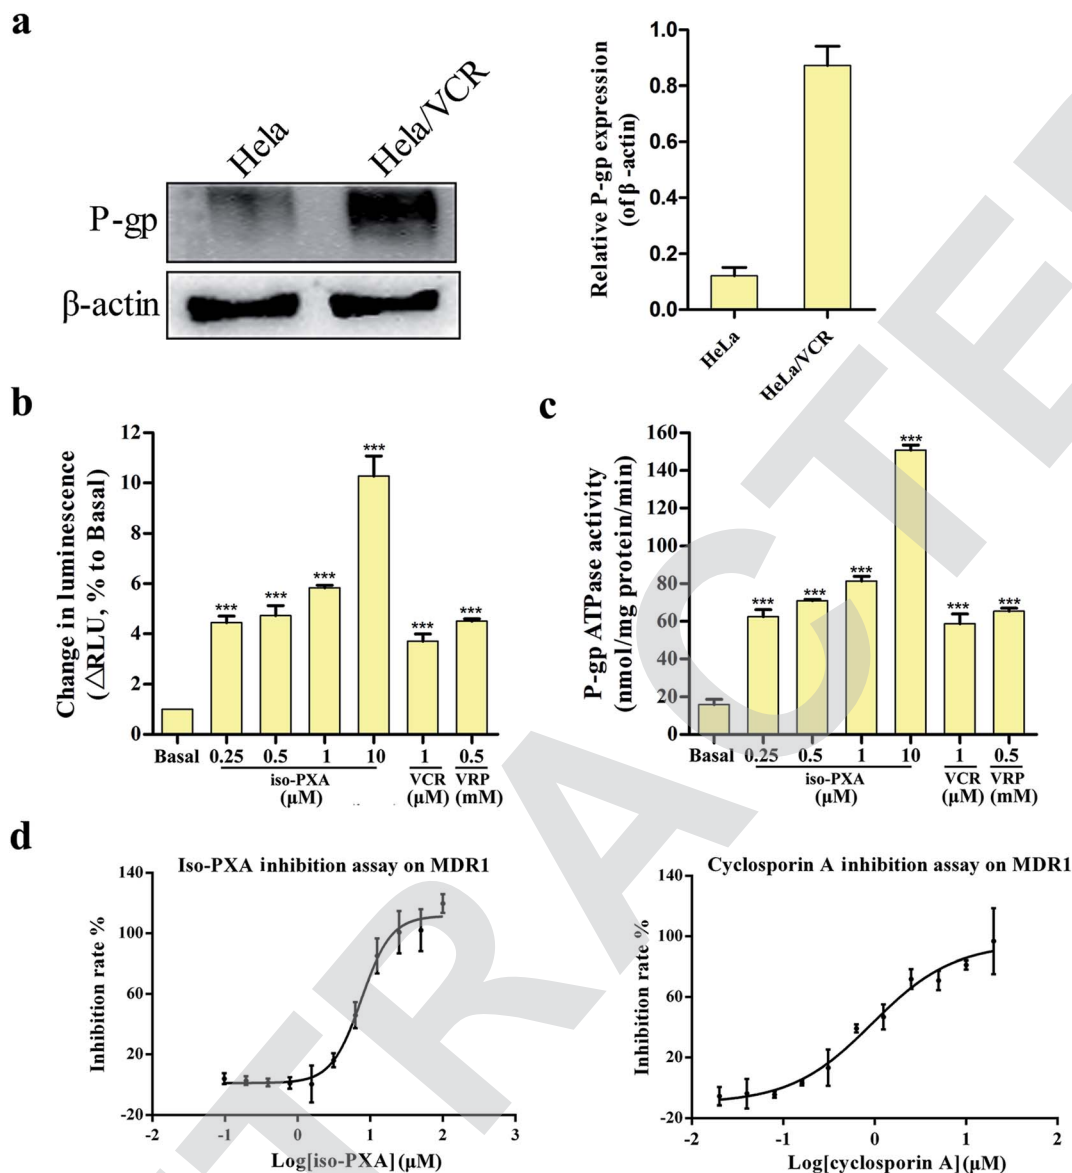 a
Hela
Hela/VCR
P-gp
β-actin
Relative P-gp expression
(of β-actin)
1.0
0.8
0.6
0.4
0.2
0.0
HeLa
HeLa/VCR
b
Change in luminescence
(△RLU, % to Basal)
12
10
8
6
4
2
0
***
***
***
***
***
***
Basal 0.25 0.5 1 10 1 0.5
iso-PXA VCR VRP
(μM) (μM) (mM)
c
P-gp ATPase activity
(nmol/mg protein/min)
160
140
120
100
80
60
40
20
0
***
***
***
***
***
***
Basal 0.25 0.5 1 10 1 0.5
iso-PXA VCR VRP
(μM) (μM) (mM)
d
Iso-PXA inhibition assay on MDR1
Inhibition rate %
140
100
60
20
-20
-2 -1 0 1 2 3
Log[iso-PXA] (μM)
Cyclosporin A inhibition assay on MDR1
Inhibition rate %
140
100
60
20
-20
-2 -1 0 1 2
Log[cyclosporin A] (μM)